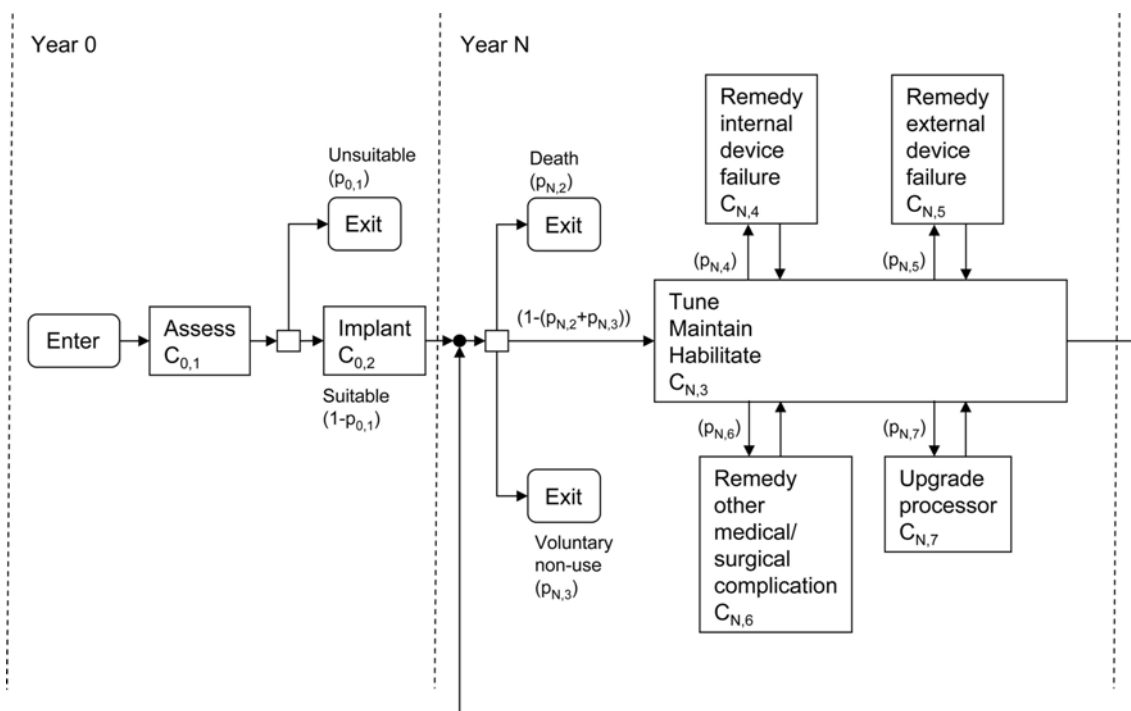 Year 0
Year N
Unsuitable
(p0,1)
Exit
Enter
Assess
C0,1
Implant
C0,2
Suitable
(1-p0,1)
Death
(pN,2)
Exit
(1-(pN,2+pN,3))
Exit
Voluntary
non-use
(pN,3)
Remedy
internal
device
failure
CN,4
Remedy
external
device
failure
CN,5
(pN,4)
(pN,5)
Tune
Maintain
Habilitate
CN,3
(pN,6)
(pN,7)
Remedy
other
medical/
surgical
complication
CN,6
Upgrade
processor
CN,7